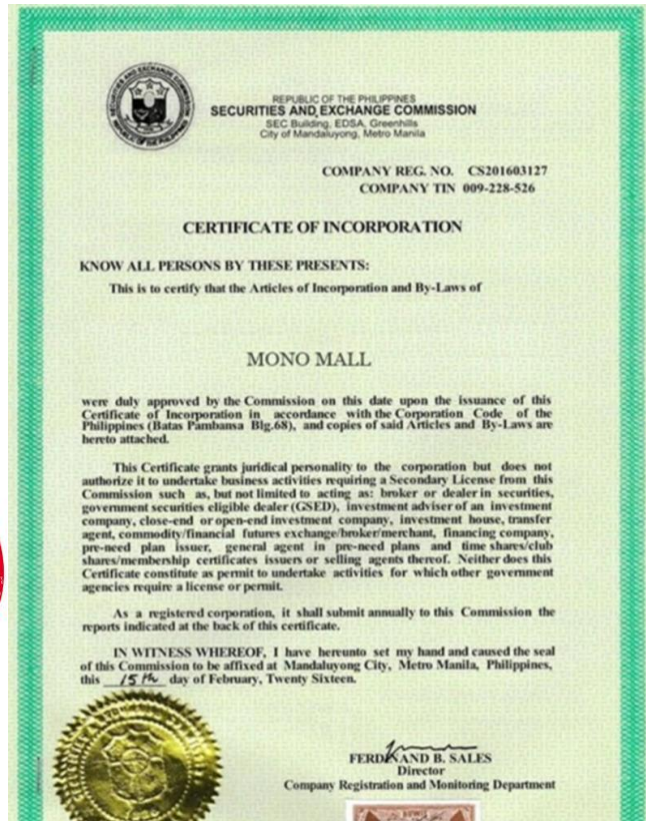 REPUBLIC OF THE PHILIPPINES
SECURITIES AND EXCHANGE COMMISSION
SEC Building, EDSA, Greenhills
City of Mandaluyong, Metro Manila
COMPANY REG. NO. CS201603127
COMPANY TIN 009-228-526
CERTIFICATE OF INCORPORATION
KNOW ALL PERSONS BY THESE PRESENTS:
This is to certify that the Articles of Incorporation and By-Laws of
MONO MALL
were duly approved by the Commission on this date upon the issuance of this
Certificate of Incorporation in accordance with the Corporation Code of the
Philippines (Batas Pambansa Blg.68), and copies of said Articles and By-Laws are
hereto attached.
This Certificate grants juridical personality to the corporation but does not
authorize it to undertake business activities requiring a Secondary License from this
Commission such as, but not limited to acting as: broker or dealer in securities,
government securities eligible dealer (GSED), investment adviser of an investment
company, close-end or open-end investment company, investment house, transfer
agent, commodity/financial futures exchange/broker/merchant, financing company,
pre-need plan issuer, general agent in pre-need plans and time shares/club
shares/membership certificates issuers or selling agents thereof. Neither does this
Certificate constitute as permit to undertake activities for which other government
agencies require a license or permit.
As a registered corporation, it shall submit annually to this Commission the
reports indicated at the back of this certificate.
IN WITNESS WHEREOF, I have hereunto set my hand and caused the seal
of this Commission to be affixed at Mandaluyong City, Metro Manila, Philippines,
this 15th day of February, Twenty Sixteen.
FERDINAND B. SALES
Director
Company Registration and Monitoring Department